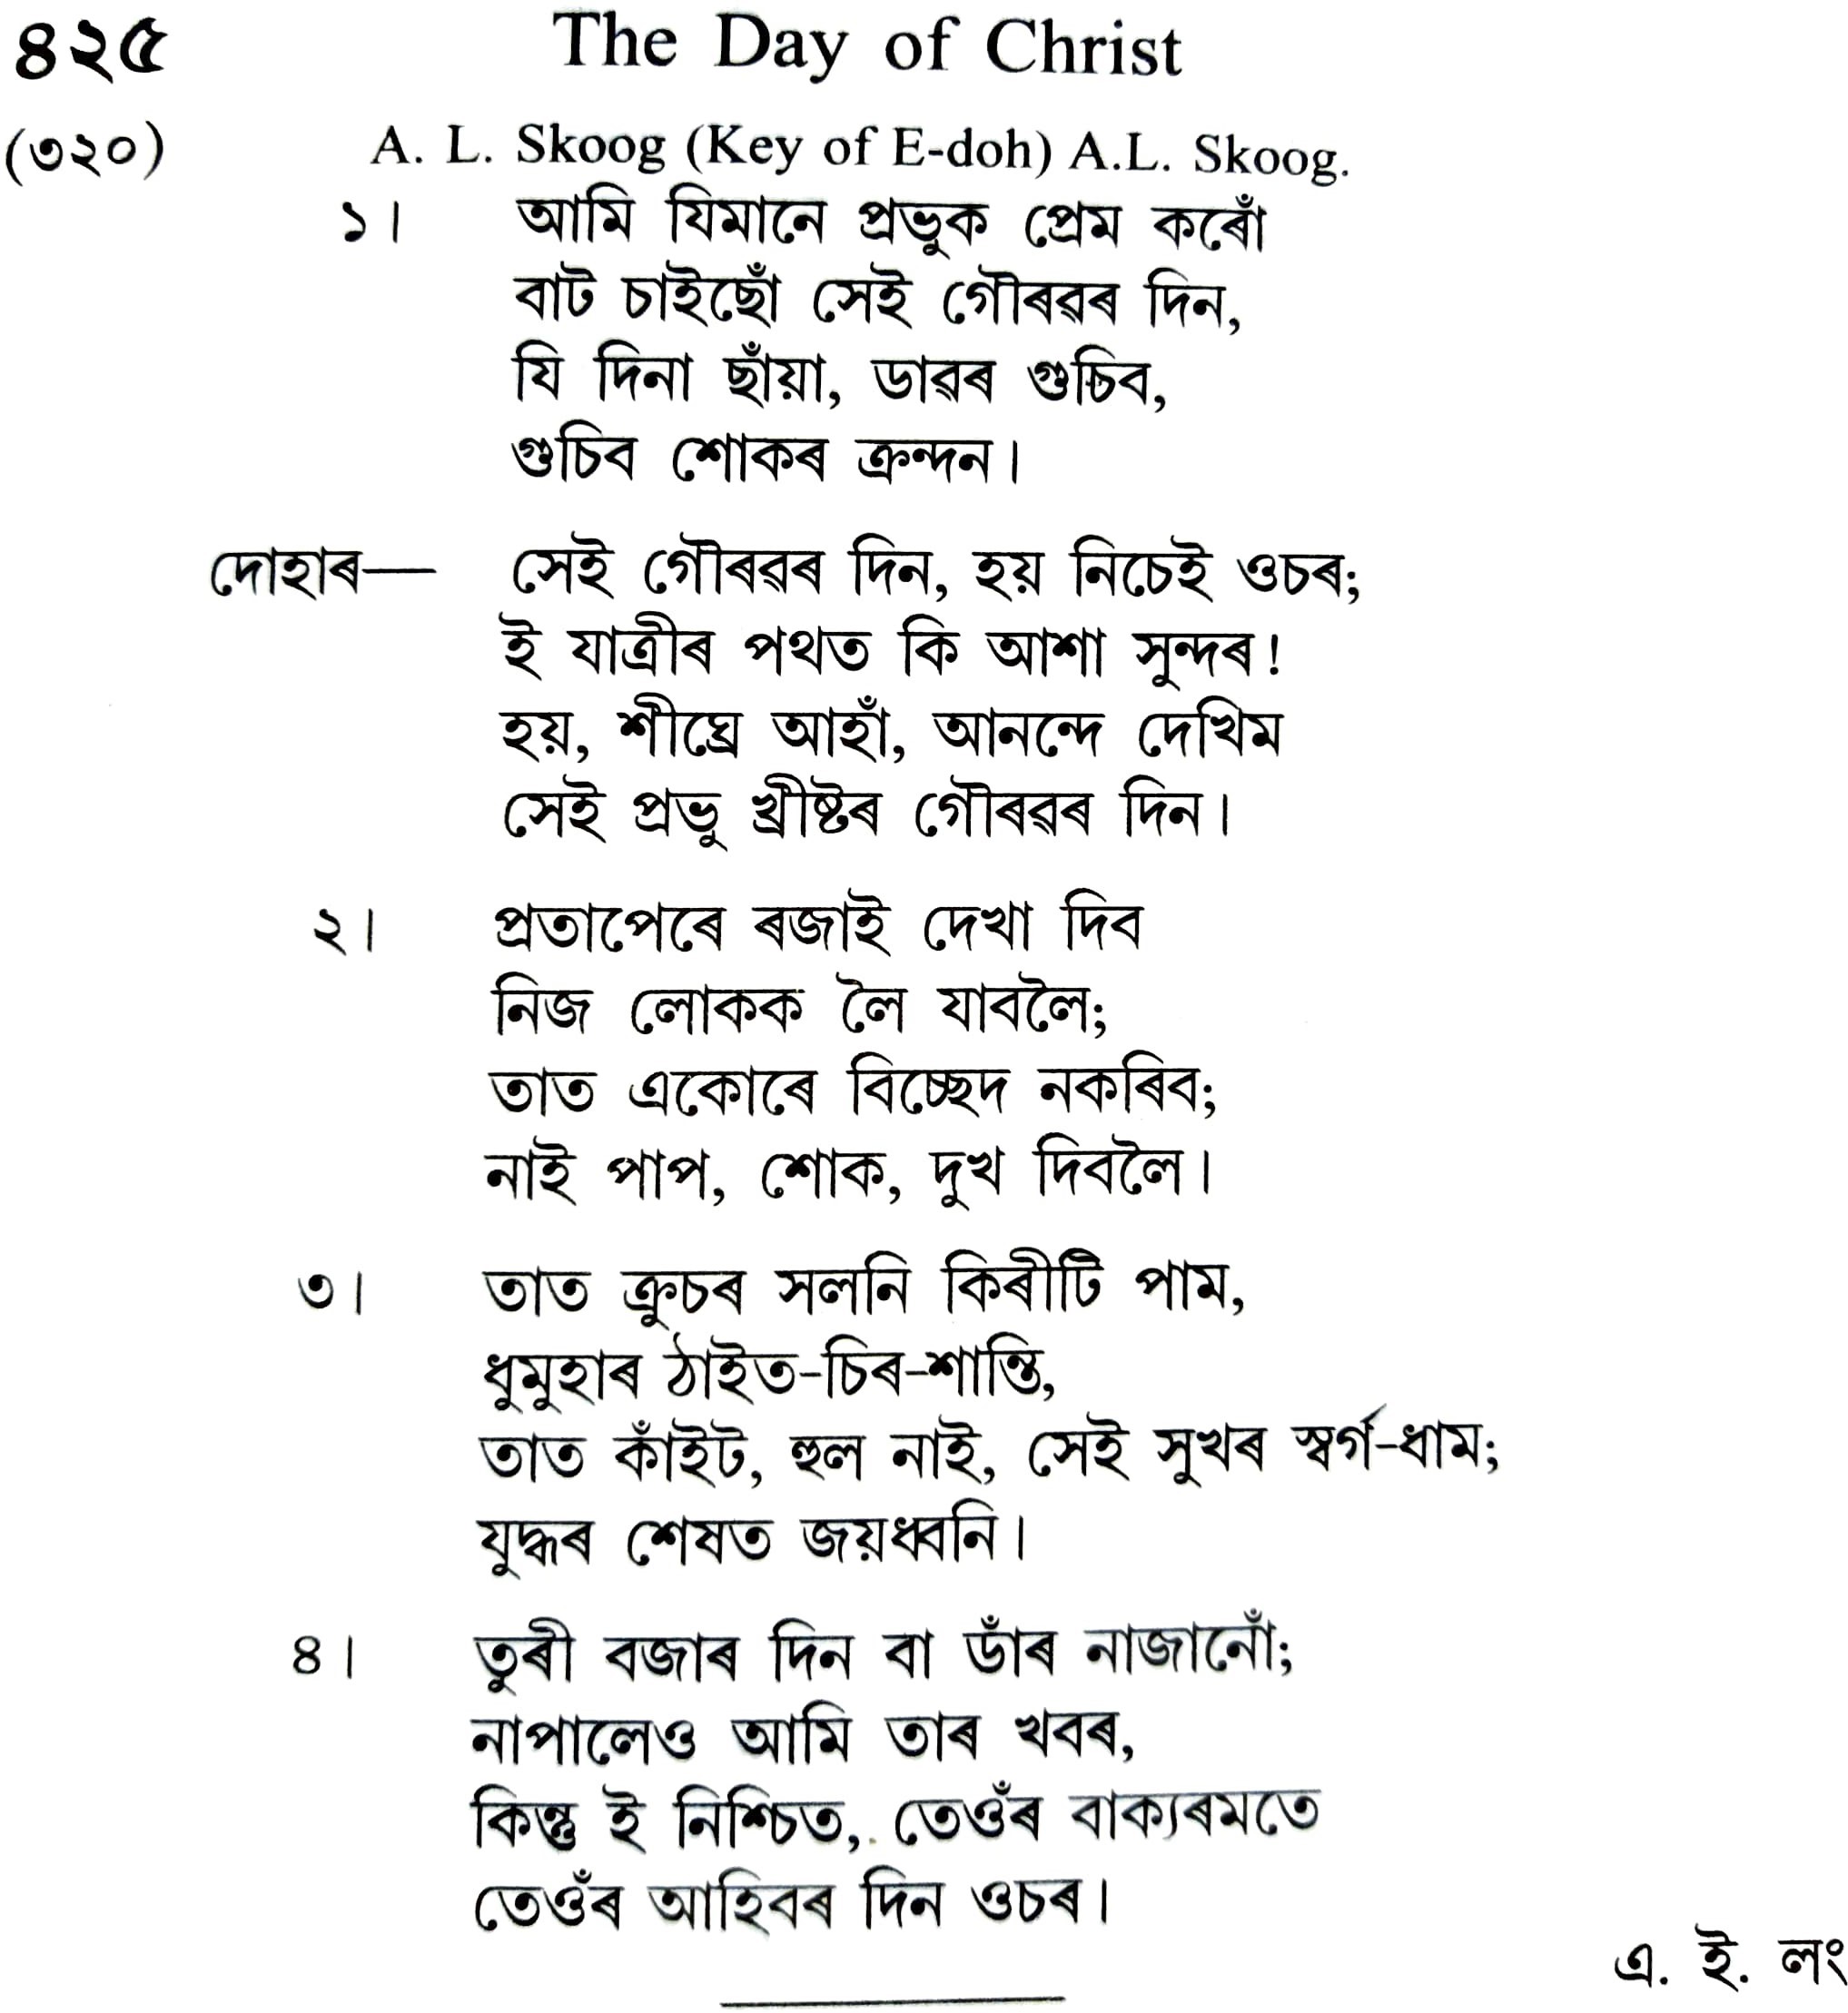 ৪২৫ The Day of Christ
(৩২০) A. L. Skoog (Key of E-doh) A.L. Skoog.
১। আমি যিমানে প্ৰভুক প্ৰেম কৰোঁ
বাট চাইছোঁ সেই গৌৰৱৰ দিন,
যি দিনা ছাঁয়া, ডাৱৰ গুচিব,
গুচিব শোকৰ ক্ৰন্দন।
দোহাৰ— সেই গৌৰৱৰ দিন, হয় নিচেই ওচৰ;
ই যাত্ৰীৰ পথত কি আশা সুন্দৰ!
হয়, শীঘ্ৰে আহাঁ, আনন্দে দেখিম
সেই প্ৰভু খ্ৰীষ্টৰ গৌৰৱৰ দিন।
২। প্ৰতাপেৰে ৰজাই দেখা দিব
নিজ লোকক লৈ যাবলৈ;
তাত একোৰে বিচ্ছেদ নকৰিব;
নাই পাপ, শোক, দুখ দিবলৈ।
৩। তাত ক্ৰুচৰ সলনি কিৰীটি পাম,
ধুমুহাৰ ঠাইত-চিৰ-শান্তি,
তাত কাঁইট, হুল নাই, সেই সুখৰ স্বৰ্গ-ধাম;
যুদ্ধৰ শেষত জয়ধ্বনি।
৪। তুৰী বজাৰ দিন বা ডাঁৰ নাজানোঁ;
নাপালেও আমি তাৰ খবৰ,
কিন্তু ই নিশ্চিত, তেওঁৰ বাক্যৰমতে
তেওঁৰ আহিবৰ দিন ওচৰ।
এ. ই. লং